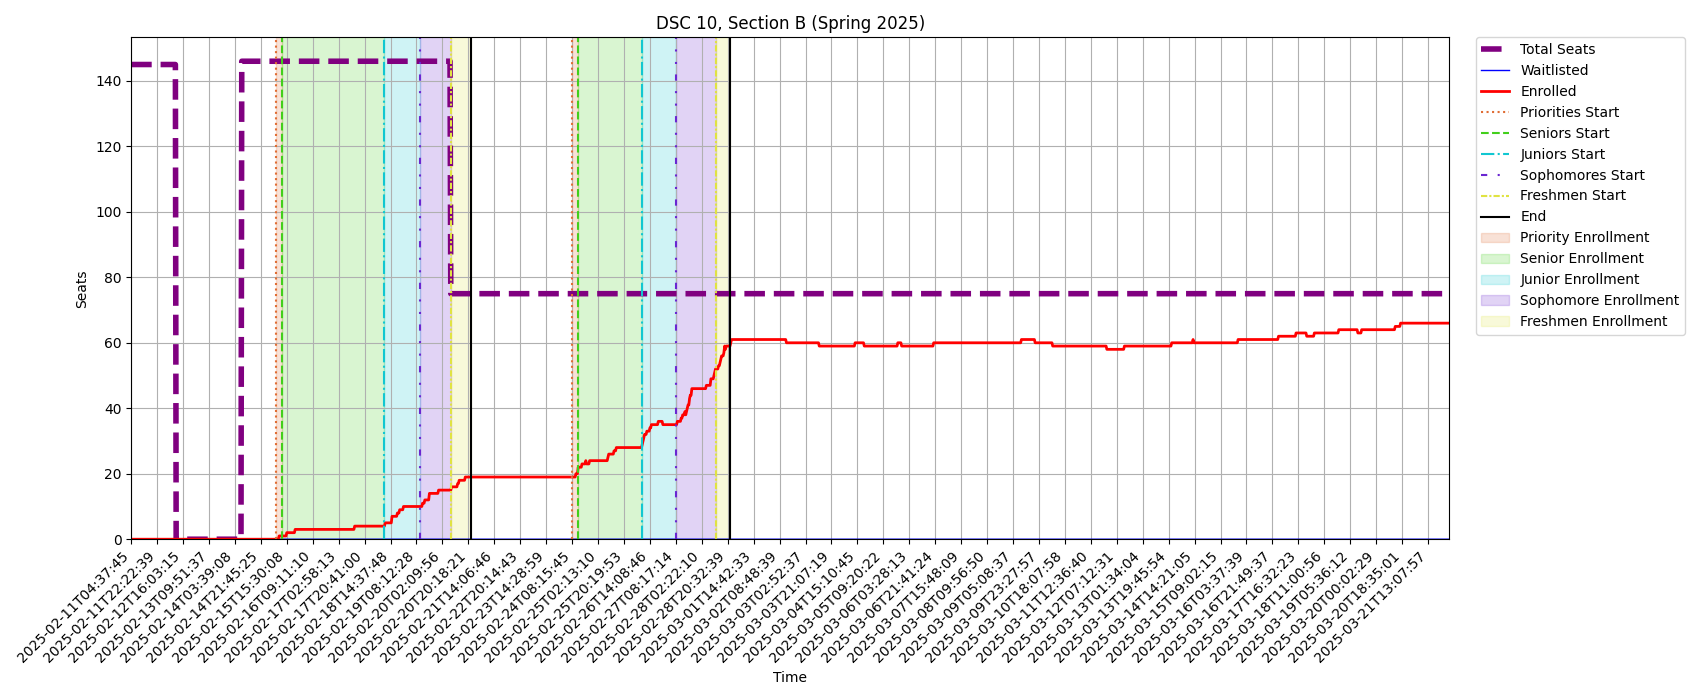 DSC 10, Section B (Spring 2025)
Seats
140
120
100
80
60
40
20
0
2025-02-11T04:37:45
2025-02-11T22:22:39
2025-02-12T16:03:15
2025-02-13T09:51:37
2025-02-14T03:39:08
2025-02-14T21:45:23
2025-02-15T15:30:08
2025-02-16T09:11:10
2025-02-17T02:58:13
2025-02-17T20:41:00
2025-02-18T14:37:48
2025-02-19T08:12:28
2025-02-20T02:09:56
2025-02-20T20:18:21
2025-02-21T14:06:46
2025-02-22T20:14:43
2025-02-23T14:28:59
2025-02-24T08:15:45
2025-02-25T02:13:10
2025-02-25T20:19:53
2025-02-26T14:08:46
2025-02-27T08:17:14
2025-02-28T02:22:10
2025-02-28T20:32:39
2025-03-01T14:42:33
2025-03-02T08:48:39
2025-03-03T02:52:37
2025-03-03T21:07:19
2025-03-04T15:10:45
2025-03-05T09:20:22
2025-03-06T03:28:13
2025-03-06T21:41:24
2025-03-07T15:48:09
2025-03-08T09:56:50
2025-03-09T05:08:37
2025-03-09T23:27:57
2025-03-10T18:07:58
2025-03-11T12:36:40
2025-03-12T07:12:31
2025-03-13T01:34:04
2025-03-13T19:45:54
2025-03-14T14:21:05
2025-03-15T09:02:15
2025-03-16T03:37:39
2025-03-16T21:49:37
2025-03-17T16:32:23
2025-03-18T11:00:56
2025-03-19T05:36:12
2025-03-20T00:02:29
2025-03-20T18:35:01
2025-03-21T13:07:57
Time
Total Seats
Waitlisted
Enrolled
Priorities Start
Seniors Start
Juniors Start
Sophomores Start
Freshmen Start
End
Priority Enrollment
Senior Enrollment
Junior Enrollment
Sophomore Enrollment
Freshmen Enrollment